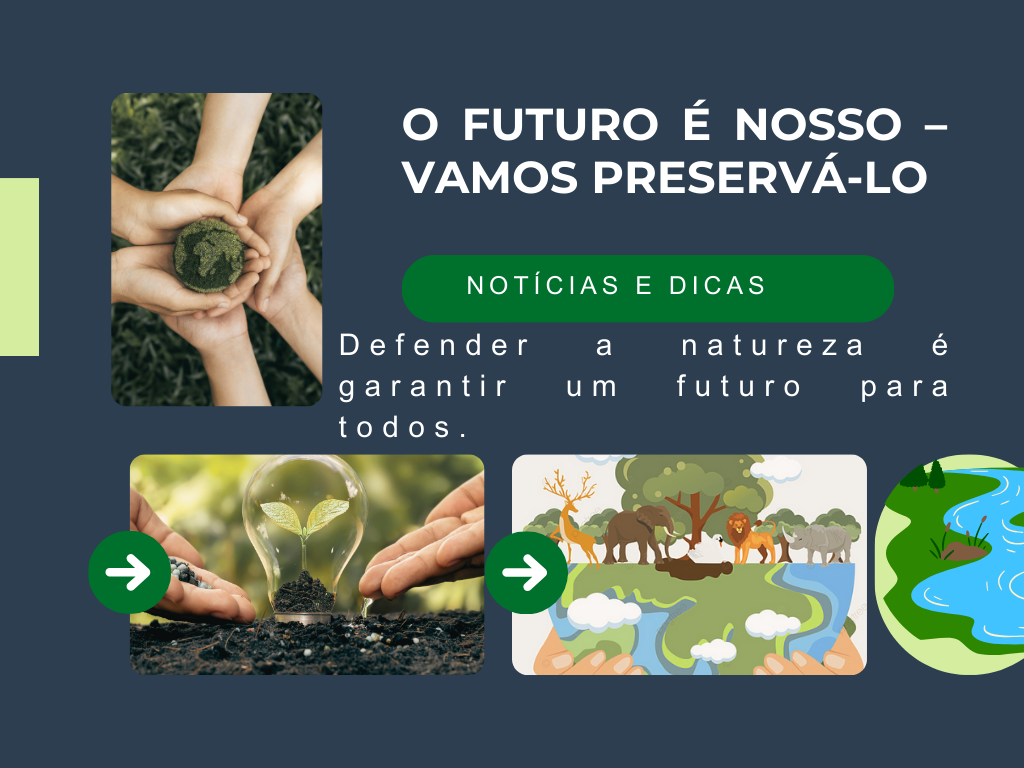 O FUTURO É NOSSO –
VAMOS PRESERVÁ-LO
NOTÍCIAS E DICAS
Defender a natureza é
garantir um futuro para
todos.